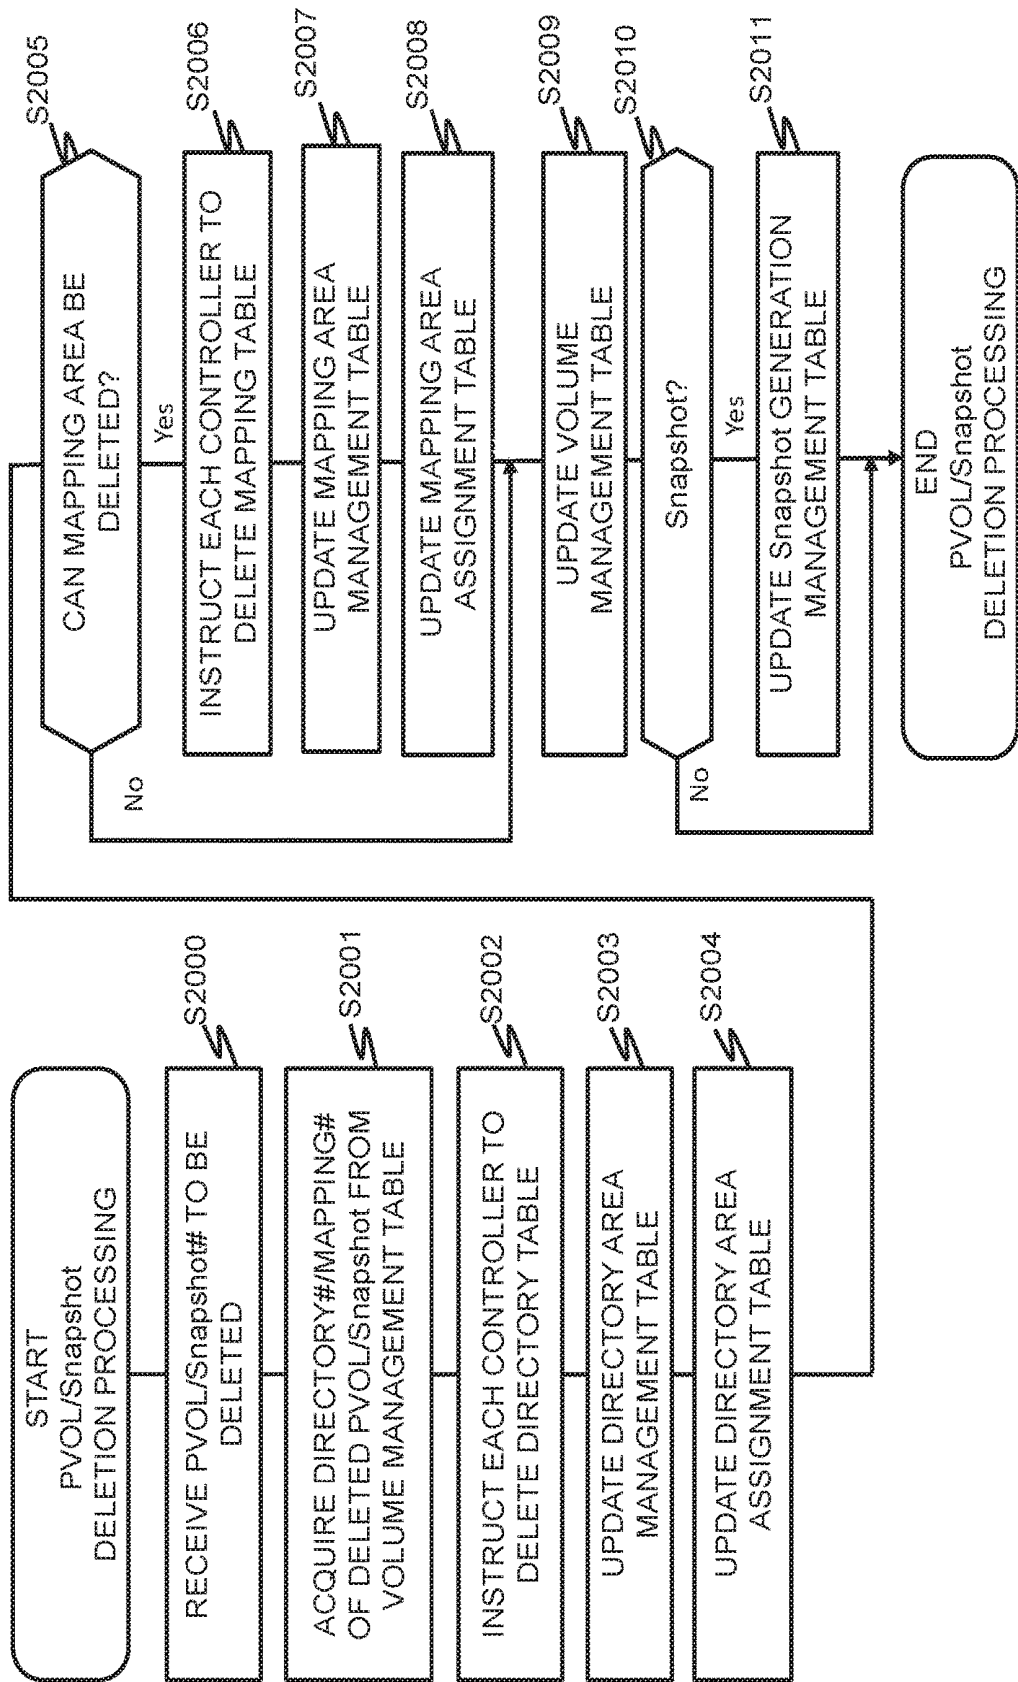 START
PVOL/Snapshot
DELETION PROCESSING
S2000
RECEIVE PVOL/Snapshot# TO BE
DELETED
S2001
ACQUIRE DIRECTORY#/MAPPING#
OF DELETED PVOL/Snapshot FROM
VOLUME MANAGEMENT TABLE
S2002
INSTRUCT EACH CONTROLLER TO
DELETE DIRECTORY TABLE
S2003
UPDATE DIRECTORY AREA
MANAGEMENT TABLE
S2004
UPDATE DIRECTORY AREA
ASSIGNMENT TABLE
S2005
CAN MAPPING AREA BE
DELETED?
No
Yes
S2006
INSTRUCT EACH CONTROLLER TO
DELETE MAPPING TABLE
S2007
UPDATE MAPPING AREA
MANAGEMENT TABLE
S2008
UPDATE MAPPING AREA
ASSIGNMENT TABLE
S2009
UPDATE VOLUME
MANAGEMENT TABLE
S2010
Snapshot?
No
Yes
S2011
UPDATE Snapshot GENERATION
MANAGEMENT TABLE
END
PVOL/Snapshot
DELETION PROCESSING